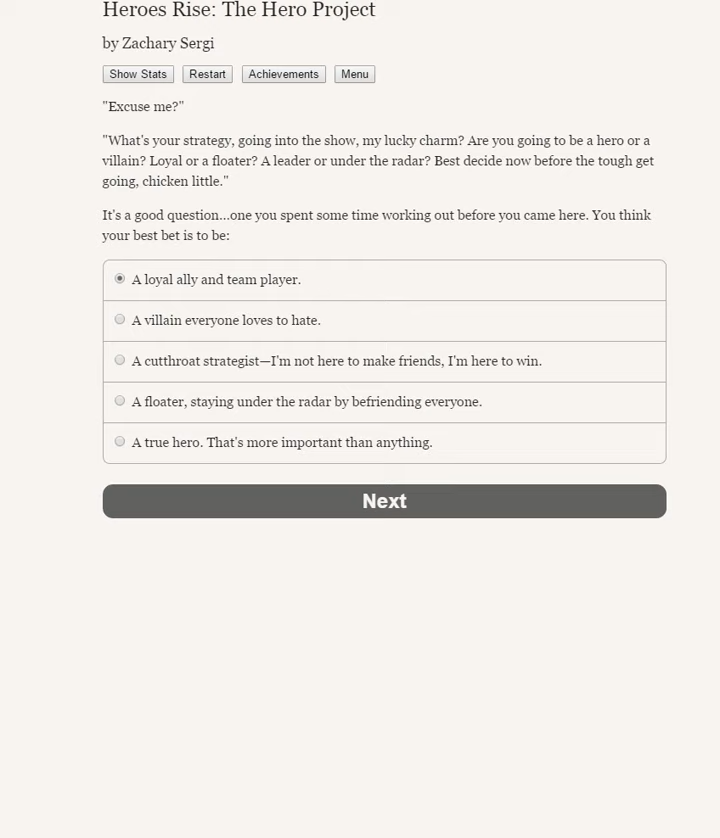 Heroes Rise: The Hero Project
by Zachary Sergi
Show Stats Restart Achievements Menu
"Excuse me?"
"What's your strategy, going into the show, my lucky charm? Are you going to be a hero or a
villain? Loyal or a floater? A leader or under the radar? Best decide now before the tough get
going, chicken little."
It's a good question...one you spent some time working out before you came here. You think
your best bet is to be:
A loyal ally and team player.
A villain everyone loves to hate.
A cutthroat strategist—I'm not here to make friends, I'm here to win.
A floater, staying under the radar by befriending everyone.
A true hero. That's more important than anything.
Next